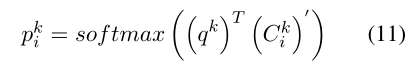 p_i^k = softmax((q^k)^T (C_i^k)') (11)